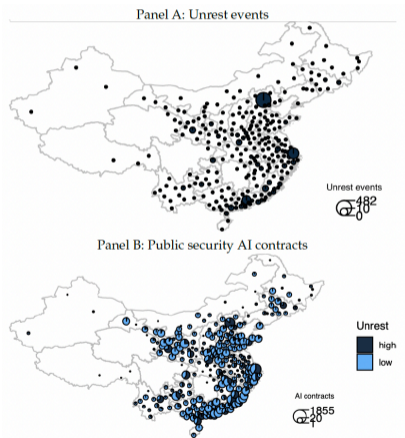 Panel A: Unrest events
Unrest events
482
10
0
Panel B: Public security AI contracts
Unrest
high
low
AI contracts
1855
20
1